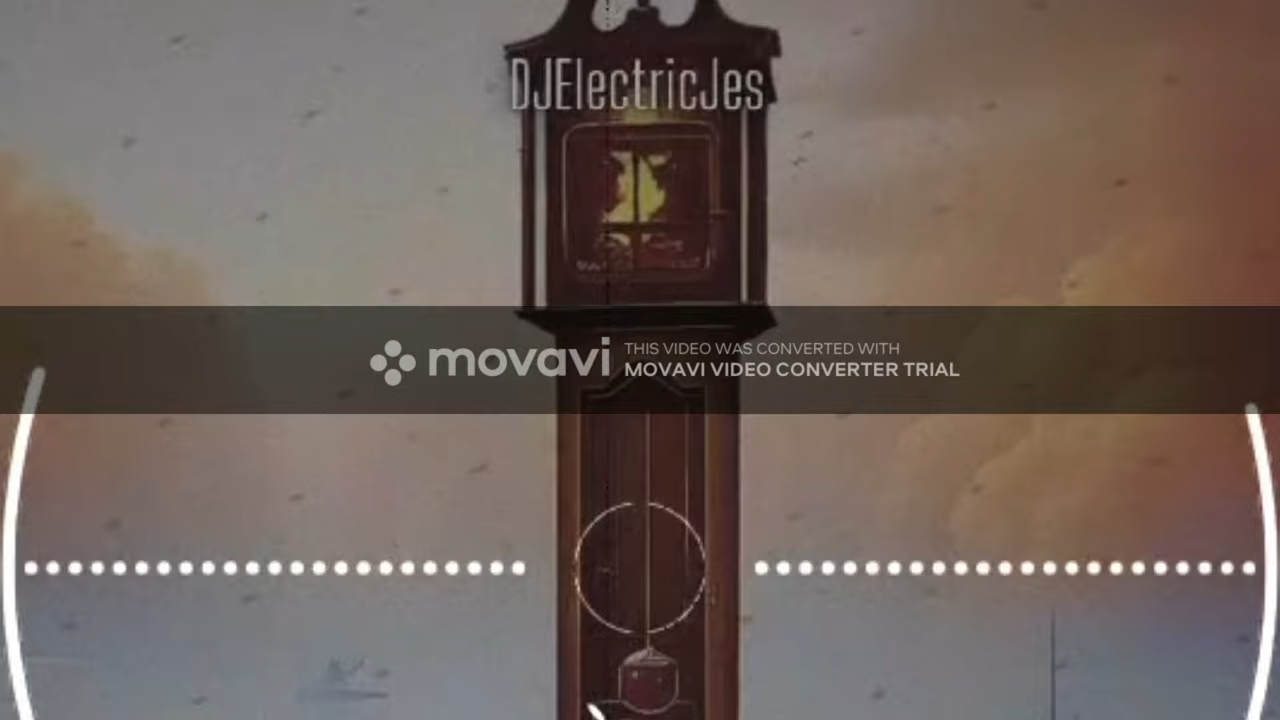 DJElectricJes
movavi
THIS VIDEO WAS CONVERTED WITH
MOVAVI VIDEO CONVERTER TRIAL